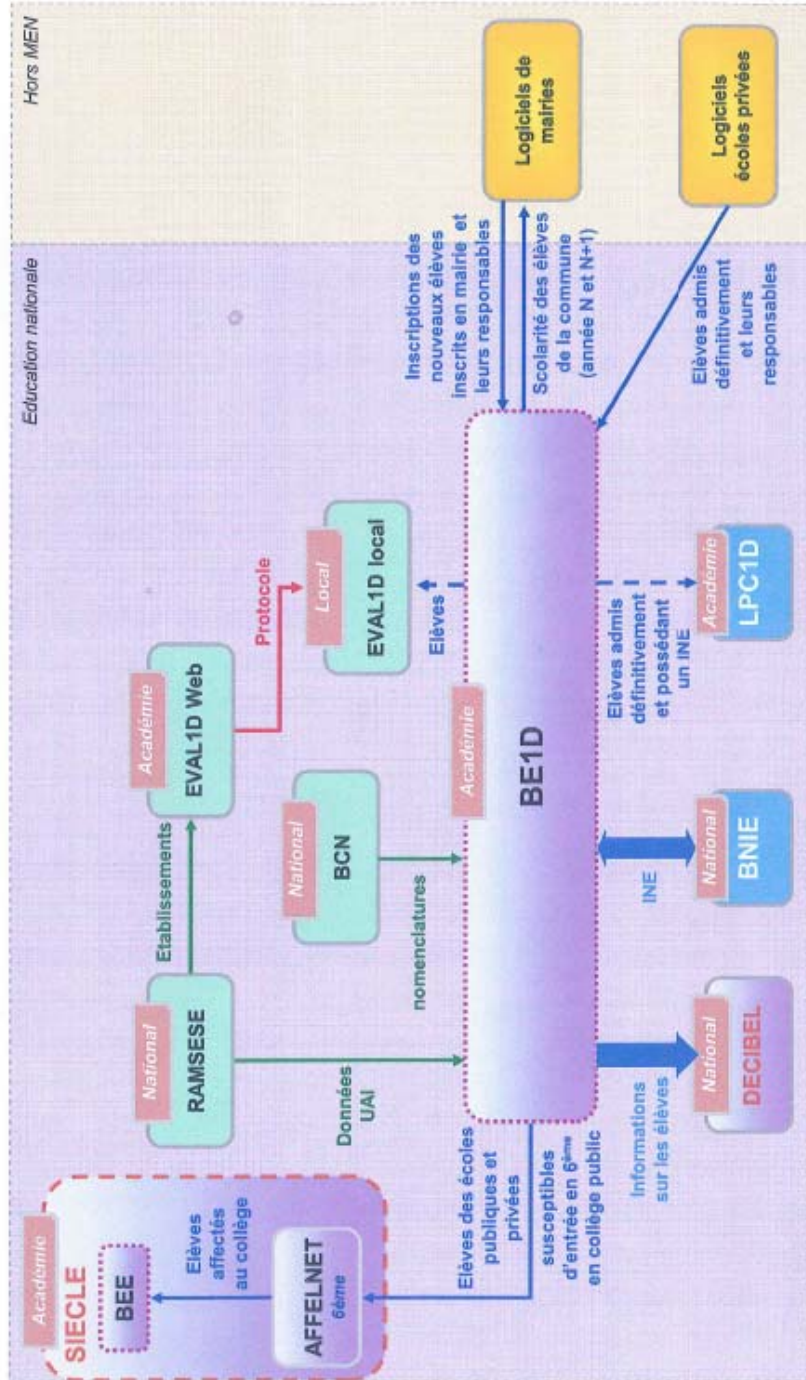 Education nationale
Hors MEN
Académie
SIECLE
BEE
Elèves
affectés
au collège
AFFELNET
6ème
National
RAMSESE
Etablissements
Académie
EVAL1D Web
Protocole
Local
EVAL1D local
National
BCN
Données
UAI
nomenclatures
Elèves
Elèves des écoles
publiques et
privées
susceptibles
d'entrée en 6ème
en collège public
Académie
BE1D
Inscriptions des
nouveaux élèves
inscrits en mairie et
leurs responsables
Scolarité des élèves
de la commune
(année N et N+1)
Logiciels de
mairies
Elèves admis
définitivement
et leurs
responsables
Logiciels
écoles privées
Informations
sur les élèves
National
DECIBEL
INE
National
BNIE
Elèves admis
définitivement
et possédant
un INE
Académie
LPC1D